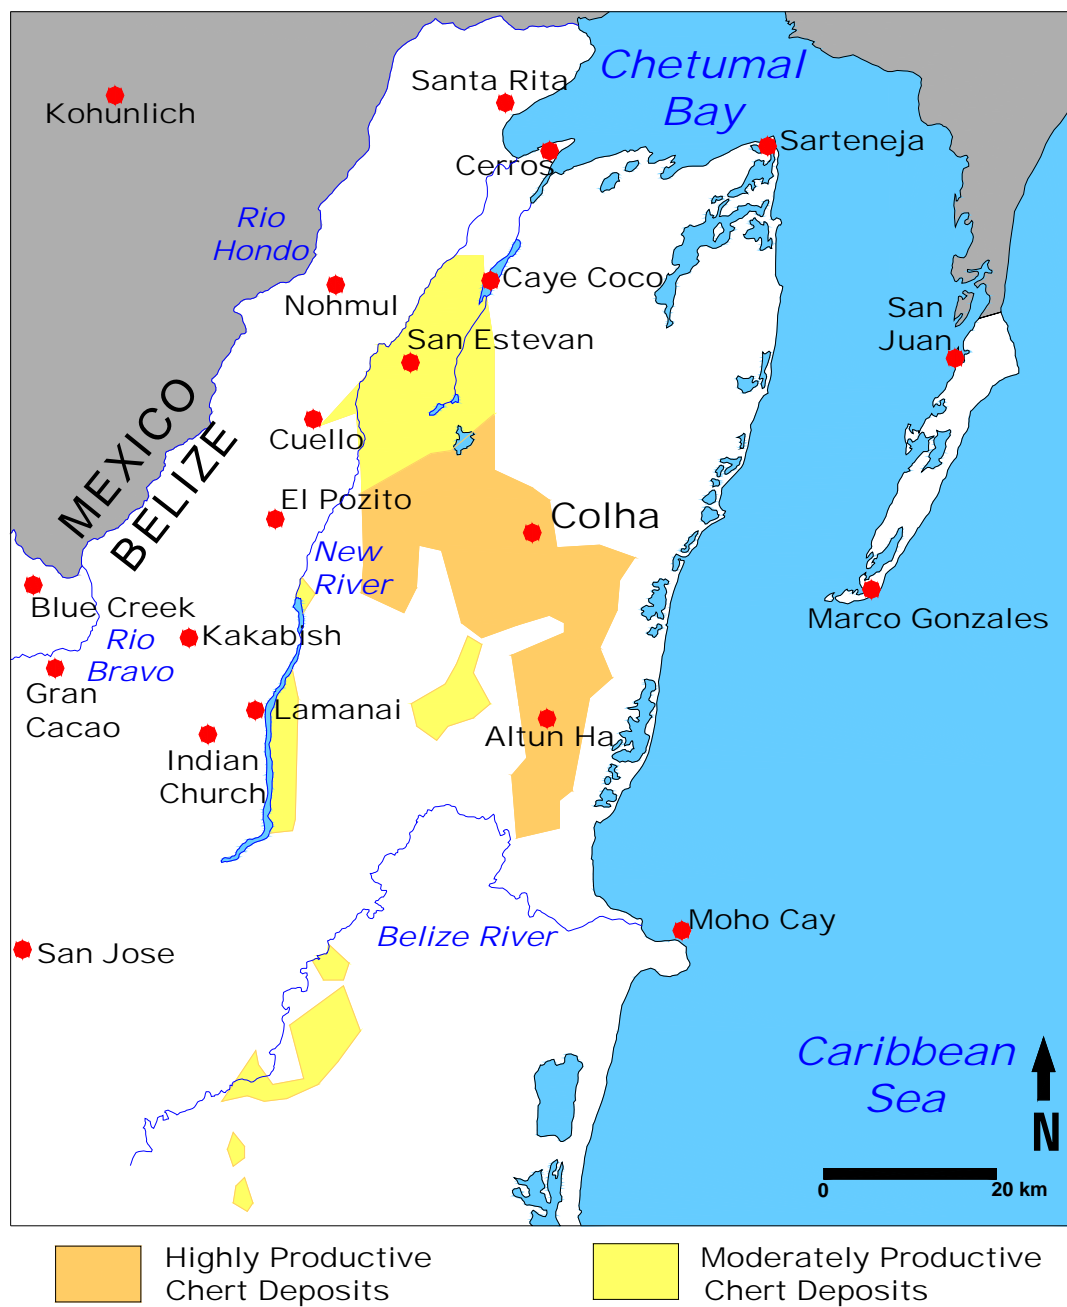 Chetumal
Bay
Santa Rita
Kohunlich
Sarteneja
Cerros
Rio
Hondo
Caye Coco
Nohmul
San
Juan
San Estevan
MEXICO
BELIZE
Cuello
El Pozito
Colha
New
River
Blue Creek
Marco Gonzales
Rio
Bravo
Kakabish
Gran
Cacao
Lamanai
Altun Ha
Indian
Church
Moho Cay
Belize River
San Jose
Caribbean
Sea
N
0
20 km
Highly Productive
Chert Deposits
Moderately Productive
Chert Deposits